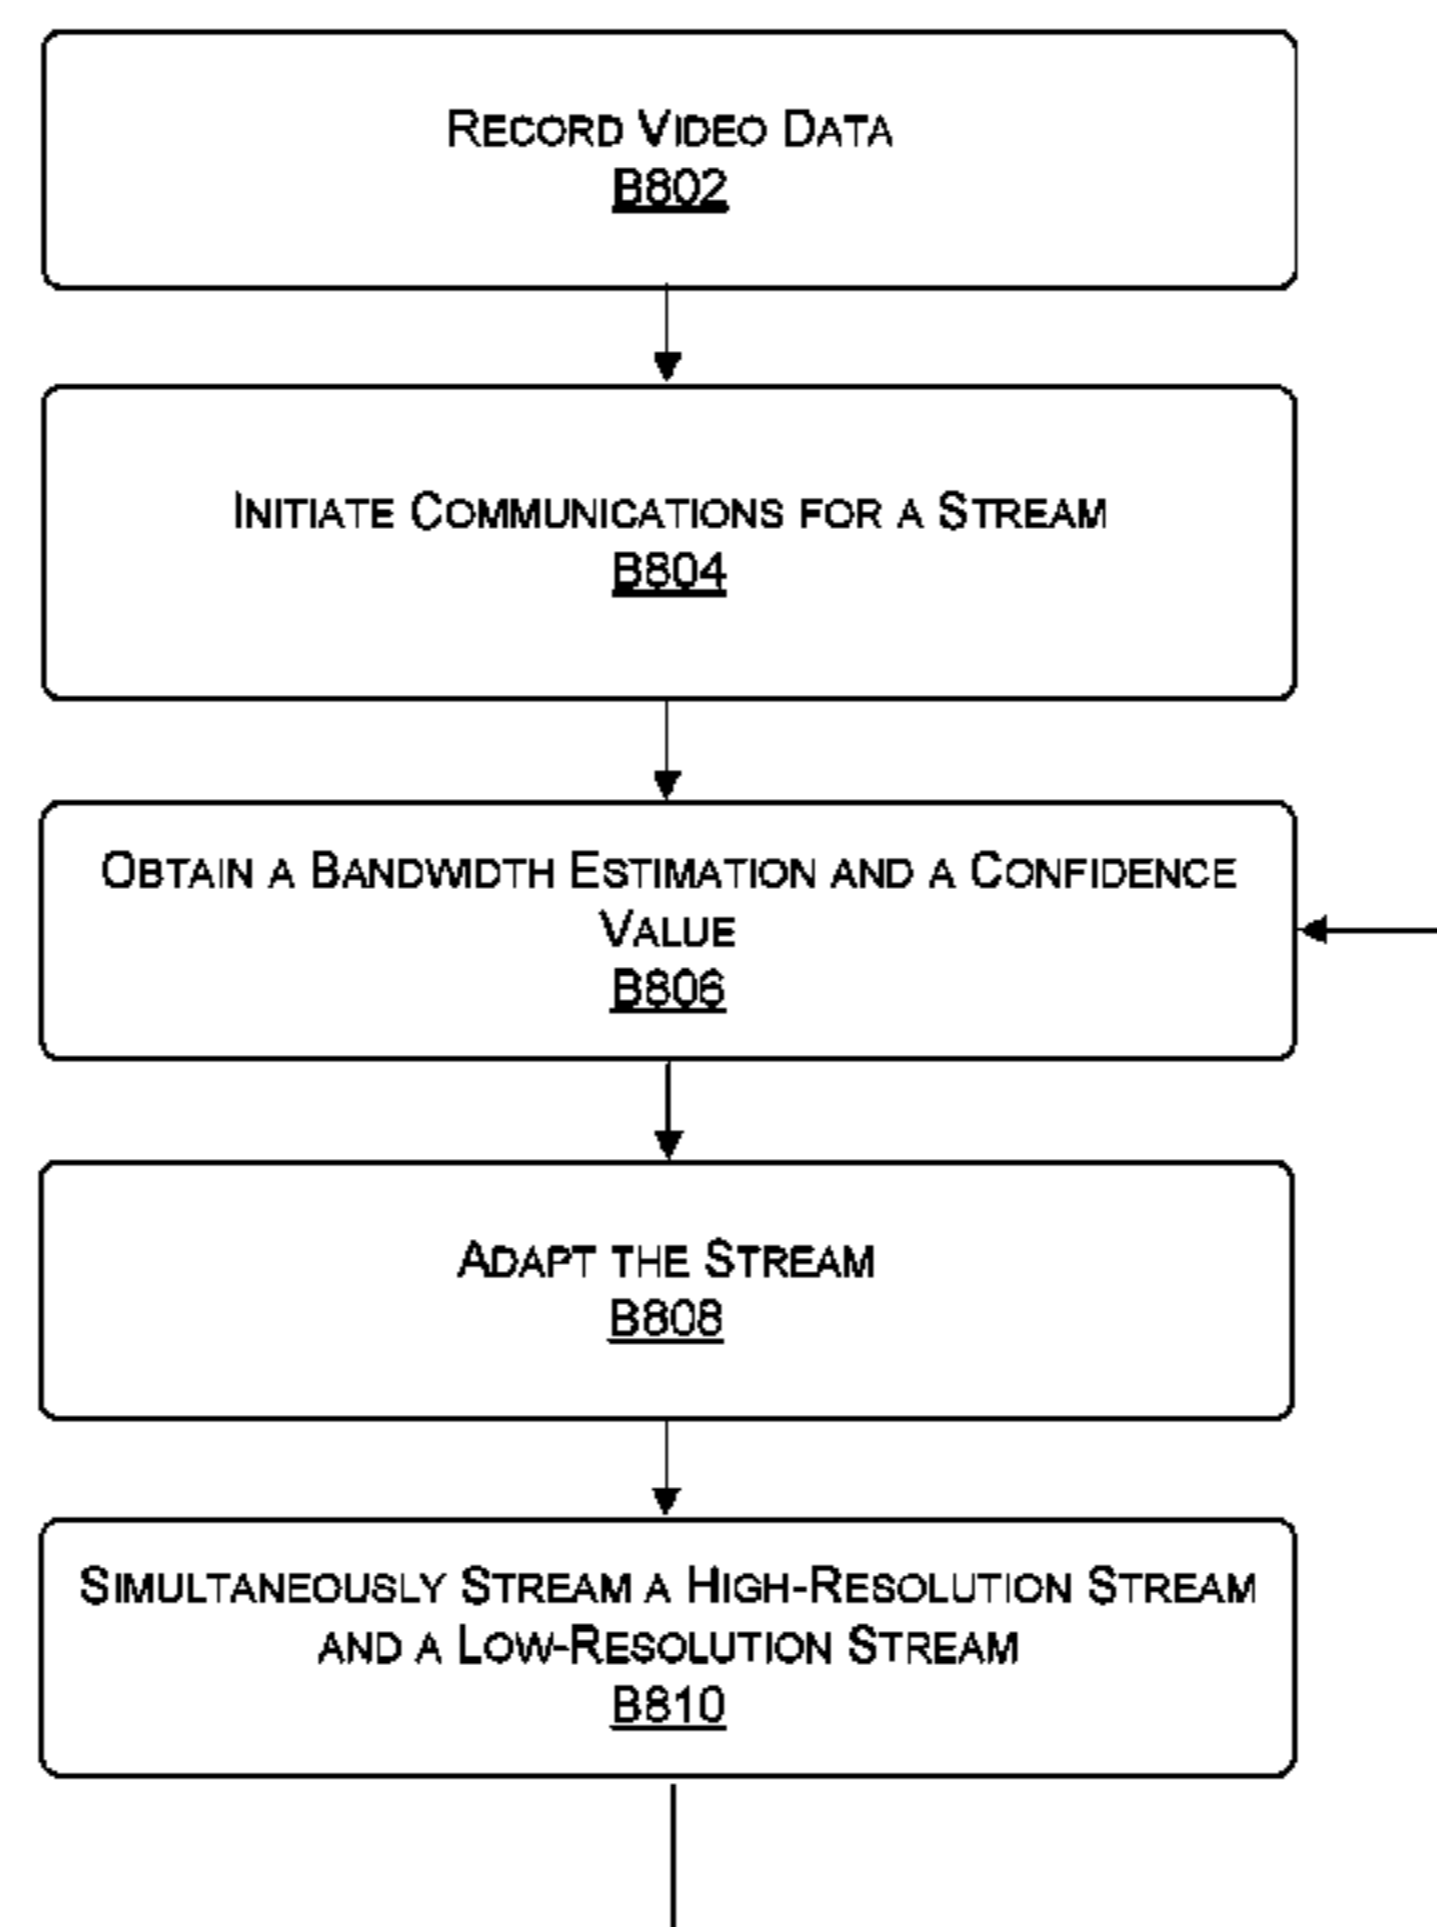 RECORD VIDEO DATA
B802
INITIATE COMMUNICATIONS FOR A STREAM
B804
OBTAIN A BANDWIDTH ESTIMATION AND A CONFIDENCE
VALUE
B806
ADAPT THE STREAM
B808
SIMULTANEOUSLY STREAM A HIGH-RESOLUTION STREAM
AND A LOW-RESOLUTION STREAM
B810